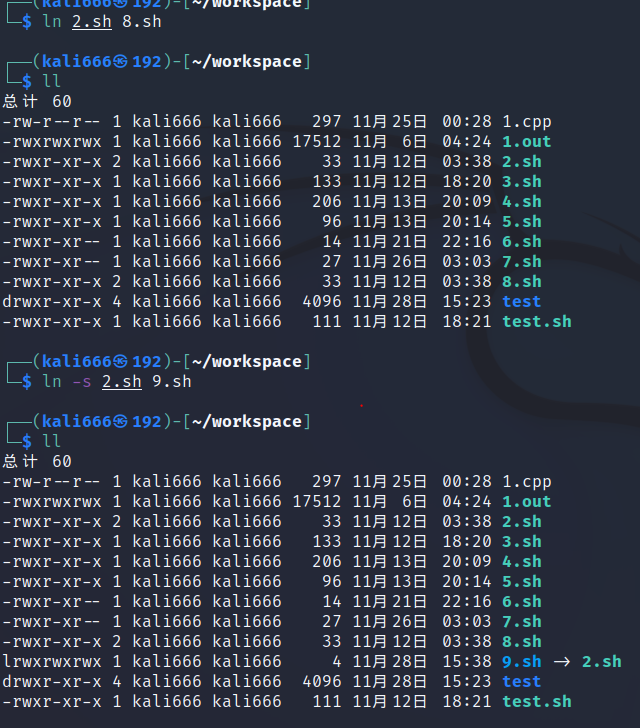 ┌──(kali666㉿192)-[~/workspace]
└─$ ln 2.sh 8.sh
┌──(kali666㉿192)-[~/workspace]
└─$ ll
总计 60
-rw-r--r-- 1 kali666 kali666   297 11月25日 00:28 1.cpp
-rwxrwxrwx 1 kali666 kali666 17512 11月 6日 04:24 1.out
-rwxr-xr-x 2 kali666 kali666    33 11月12日 03:38 2.sh
-rwxr-xr-x 1 kali666 kali666   133 11月12日 18:20 3.sh
-rwxr-xr-x 1 kali666 kali666   206 11月13日 20:09 4.sh
-rwxr-xr-x 1 kali666 kali666    96 11月13日 20:14 5.sh
-rwxr-xr-- 1 kali666 kali666    14 11月21日 22:16 6.sh
-rwxr-xr-- 1 kali666 kali666    27 11月26日 03:03 7.sh
-rwxr-xr-x 2 kali666 kali666    33 11月12日 03:38 8.sh
drwxr-xr-x 4 kali666 kali666  4096 11月28日 15:23 test
-rwxr-xr-x 1 kali666 kali666   111 11月12日 18:21 test.sh
┌──(kali666㉿192)-[~/workspace]
└─$ ln -s 2.sh 9.sh
┌──(kali666㉿192)-[~/workspace]
└─$ ll
总计 60
-rw-r--r-- 1 kali666 kali666   297 11月25日 00:28 1.cpp
-rwxrwxrwx 1 kali666 kali666 17512 11月 6日 04:24 1.out
-rwxr-xr-x 2 kali666 kali666    33 11月12日 03:38 2.sh
-rwxr-xr-x 1 kali666 kali666   133 11月12日 18:20 3.sh
-rwxr-xr-x 1 kali666 kali666   206 11月13日 20:09 4.sh
-rwxr-xr-x 1 kali666 kali666    96 11月13日 20:14 5.sh
-rwxr-xr-- 1 kali666 kali666    14 11月21日 22:16 6.sh
-rwxr-xr-- 1 kali666 kali666    27 11月26日 03:03 7.sh
-rwxr-xr-x 2 kali666 kali666    33 11月12日 03:38 8.sh
lrwxrwxrwx 1 kali666 kali666     4 11月28日 15:38 9.sh -> 2.sh
drwxr-xr-x 4 kali666 kali666  4096 11月28日 15:23 test
-rwxr-xr-x 1 kali666 kali666   111 11月12日 18:21 test.sh